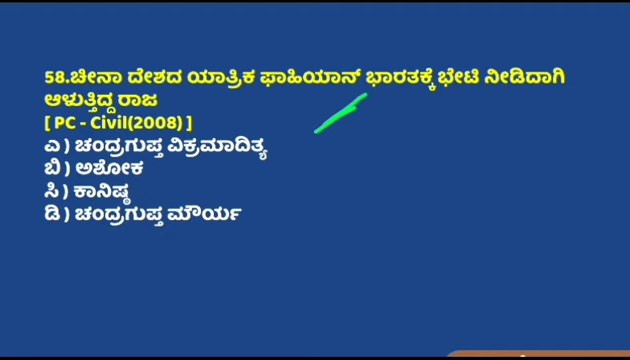 58.ಚೀನಾ ದೇಶದ ಯಾತ್ರಿಕ ಫಾಹಿಯಾನ್ ಭಾರತಕ್ಕೆ ಭೇಟಿ ನೀಡಿದಾಗ
ಆಳುತ್ತಿದ್ದ ರಾಜ
[ PC - Civil(2008) ]
ಎ ) ಚಂದ್ರಗುಪ್ತ ವಿಕ್ರಮಾದಿತ್ಯ
ಬಿ ) ಅಶೋಕ
ಸಿ ) ಕಾನಿಷ್ಠ
ಡಿ ) ಚಂದ್ರಗುಪ್ತ ಮೌರ್ಯ